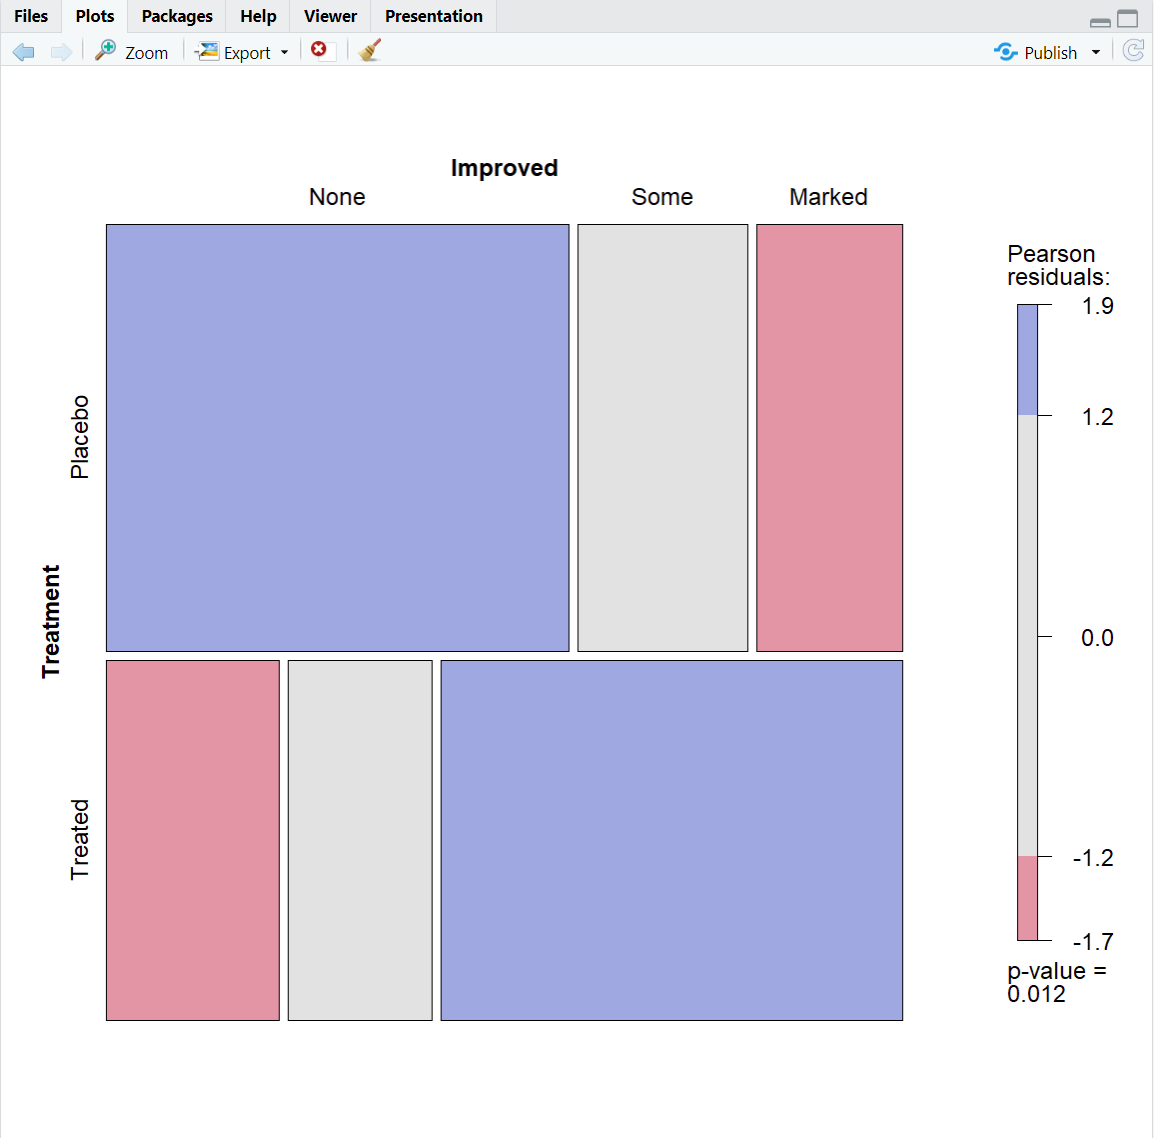 Files Plots Packages Help Viewer Presentation
Zoom Export Publish
Improved
None Some Marked
Pearson
residuals:
1.9
1.2
0.0
-1.2
-1.7
p-value =
0.012
Treatment
Placebo
Treated